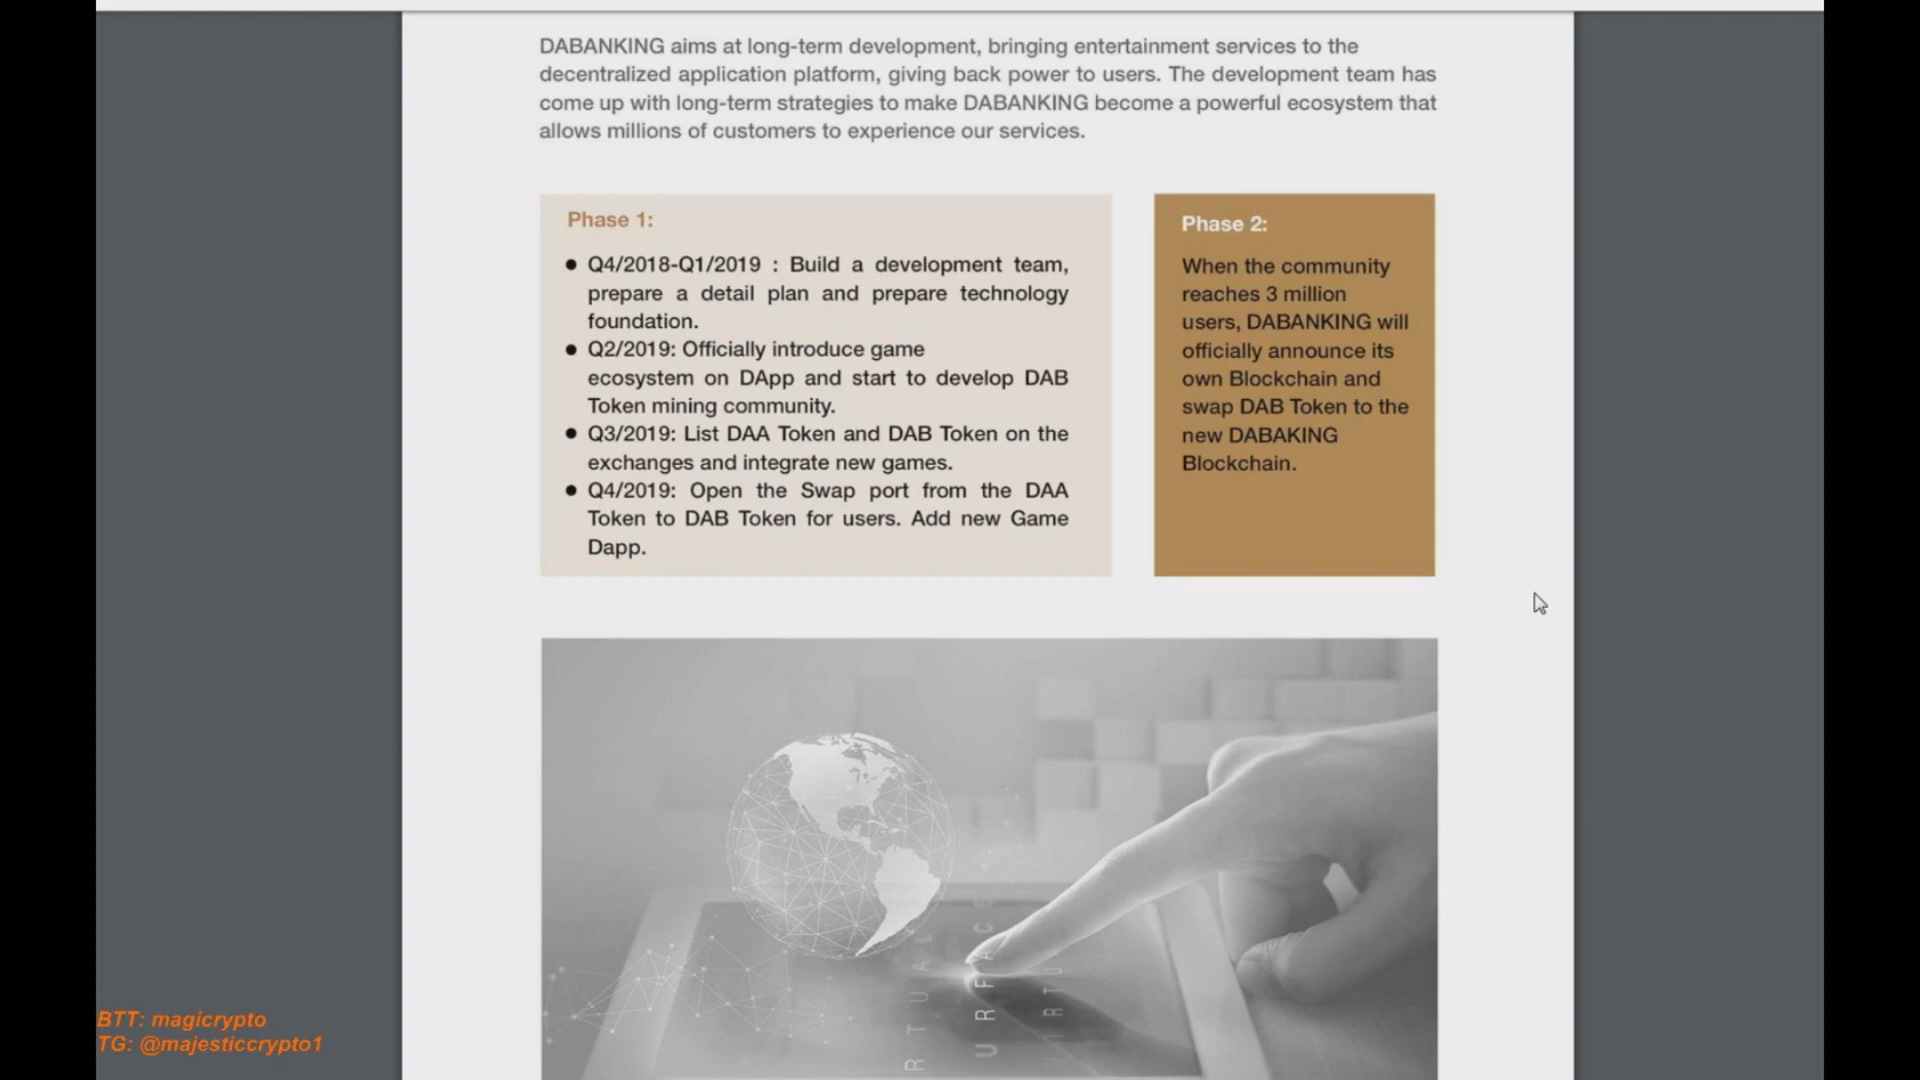 DABANKING aims at long-term development, bringing entertainment services to the
decentralized application platform, giving back power to users. The development team has
come up with long-term strategies to make DABANKING become a powerful ecosystem that
allows millions of customers to experience our services.
Phase 1:
● Q4/2018-Q1/2019 : Build a development team,
prepare a detail plan and prepare technology
foundation.
● Q2/2019: Officially introduce game
ecosystem on DApp and start to develop DAB
Token mining community.
● Q3/2019: List DAA Token and DAB Token on the
exchanges and integrate new games.
● Q4/2019: Open the Swap port from the DAA
Token to DAB Token for users. Add new Game
Dapp.
Phase 2:
When the community
reaches 3 million
users, DABANKING will
officially announce its
own Blockchain and
swap DAB Token to the
new DABAKING
Blockchain.
BTT: magicrypto
TG: @majesticcrypto1